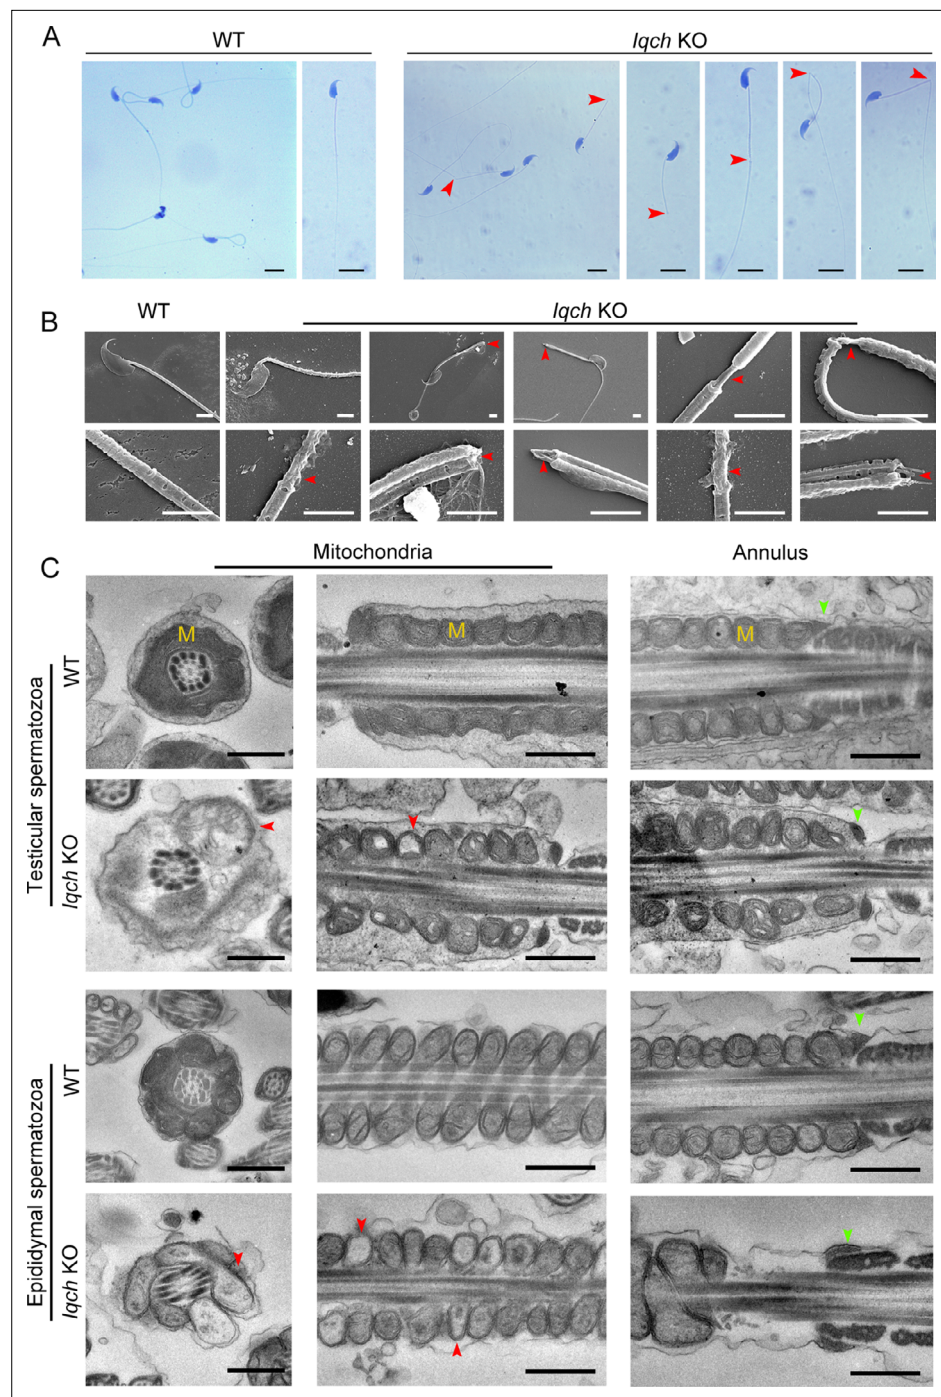 A
WT
Iqch KO
B
WT
Iqch KO
C
Mitochondria
Annulus
Testicular spermatozoa
WT
M
M
M
Iqch KO
Epididymal spermatozoa
WT
Iqch KO